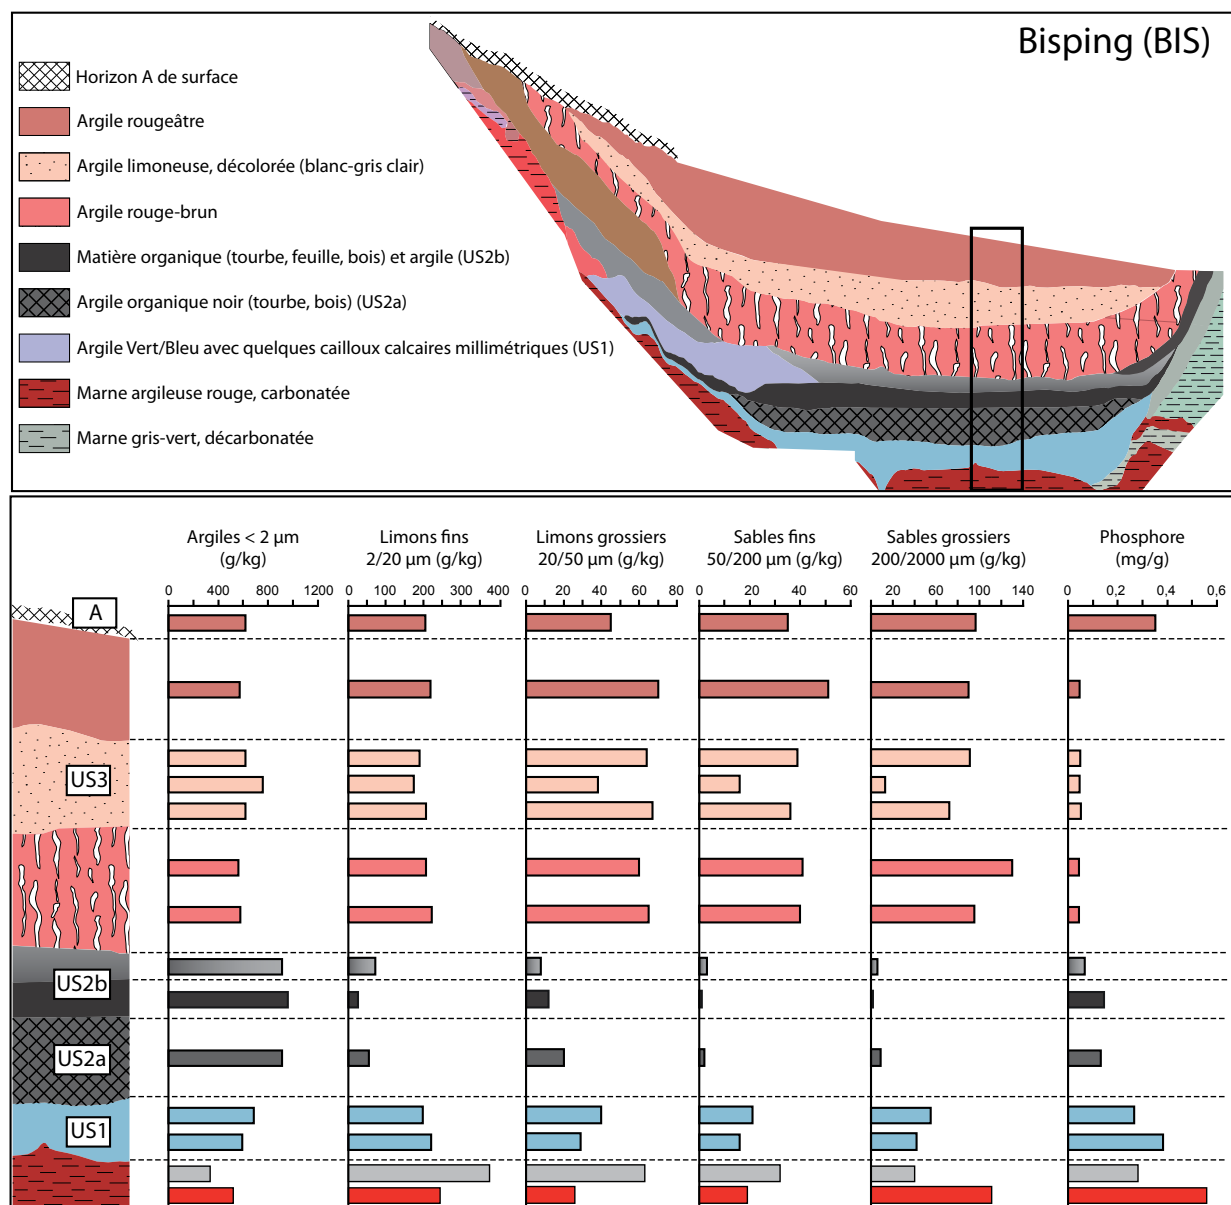 Bisping (BIS)
Horizon A de surface
Argile rougeâtre
Argile limoneuse, décolorée (blanc-gris clair)
Argile rouge-brun
Matière organique (tourbe, feuille, bois) et argile (US2b)
Argile organique noir (tourbe, bois) (US2a)
Argile Vert/Bleu avec quelques cailloux calcaires millimétriques (US1)
Marne argileuse rouge, carbonatée
Marne gris-vert, décarbonatée
Argiles < 2 µm
(g/kg)
0 400 800 1200
Limons fins
2/20 µm (g/kg)
0 100 200 300 400
Limons grossiers
20/50 µm (g/kg)
0 20 40 60 80
Sables fins
50/200 µm (g/kg)
0 20 40 60
Sables grossiers
200/2000 µm (g/kg)
20 60 100 140
Phosphore
(mg/g)
0 0,2 0,4 0,6
A
US3
US2b
US2a
US1